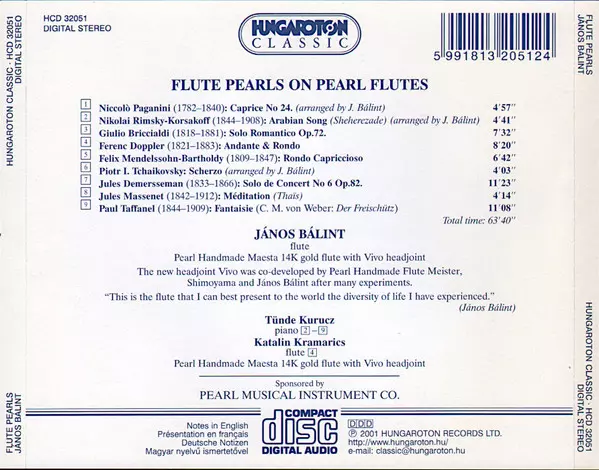 HCD 32051
DIGITAL STEREO
HUNGAROTON
CLASSIC
5 991813 205124
FLUTE PEARLS ON PEARL FLUTES
1 Niccolò Paganini (1782–1840): Caprice No 24. (arranged by J. Bálint) 4'57"
2 Nikolai Rimsky-Korsakoff (1844–1908): Arabian Song (Sheherezade) (arranged by J. Bálint) 4'41"
3 Giulio Briccialdi (1818–1881): Solo Romantico Op.72. 7'32"
4 Ferenc Doppler (1821–1883): Andante & Rondo 8'20"
5 Felix Mendelssohn-Bartholdy (1809–1847): Rondo Capriccioso 6'42"
6 Piotr I. Tchaikovsky: Scherzo (arranged by J. Bálint) 4'03"
7 Jules Demersseman (1833–1866): Solo de Concert No 6 Op.82. 11'23"
8 Jules Massenet (1842–1912): Méditation (Thaïs) 4'14"
9 Paul Taffanel (1844–1909): Fantaisie (C. M. von Weber: Der Freischütz) 11'08"
Total time: 63'40"
JÁNOS BÁLINT
flute
Pearl Handmade Maesta 14K gold flute with Vivo headjoint
The new headjoint Vivo was co-developed by Pearl Handmade Flute Meister,
Shimoyama and János Bálint after many experiments.
“This is the flute that I can best present to the world the diversity of life I have experienced.”
(János Bálint)
Tünde Kurucz
piano 2–9
Katalin Kramarics
flute 4
Pearl Handmade Maesta 14K gold flute with Vivo headjoint
Sponsored by
PEARL MUSICAL INSTRUMENT CO.
Notes in English
Présentation en français
Deutsche Notizen
Magyar nyelvű ismertetővel
COMPACT
disc
DIGITAL AUDIO
DDD
℗ 2001 HUNGAROTON RECORDS LTD.
http://www.hungaroton.hu/
e-mail: classic@hungaroton.hu
HUNGAROTON CLASSIC · HCD 32051
DIGITAL STEREO
FLUTE PEARLS
JÁNOS BÁLINT
FLUTE PEARLS
JÁNOS BÁLINT
HUNGAROTON CLASSIC · HCD 32051
DIGITAL STEREO